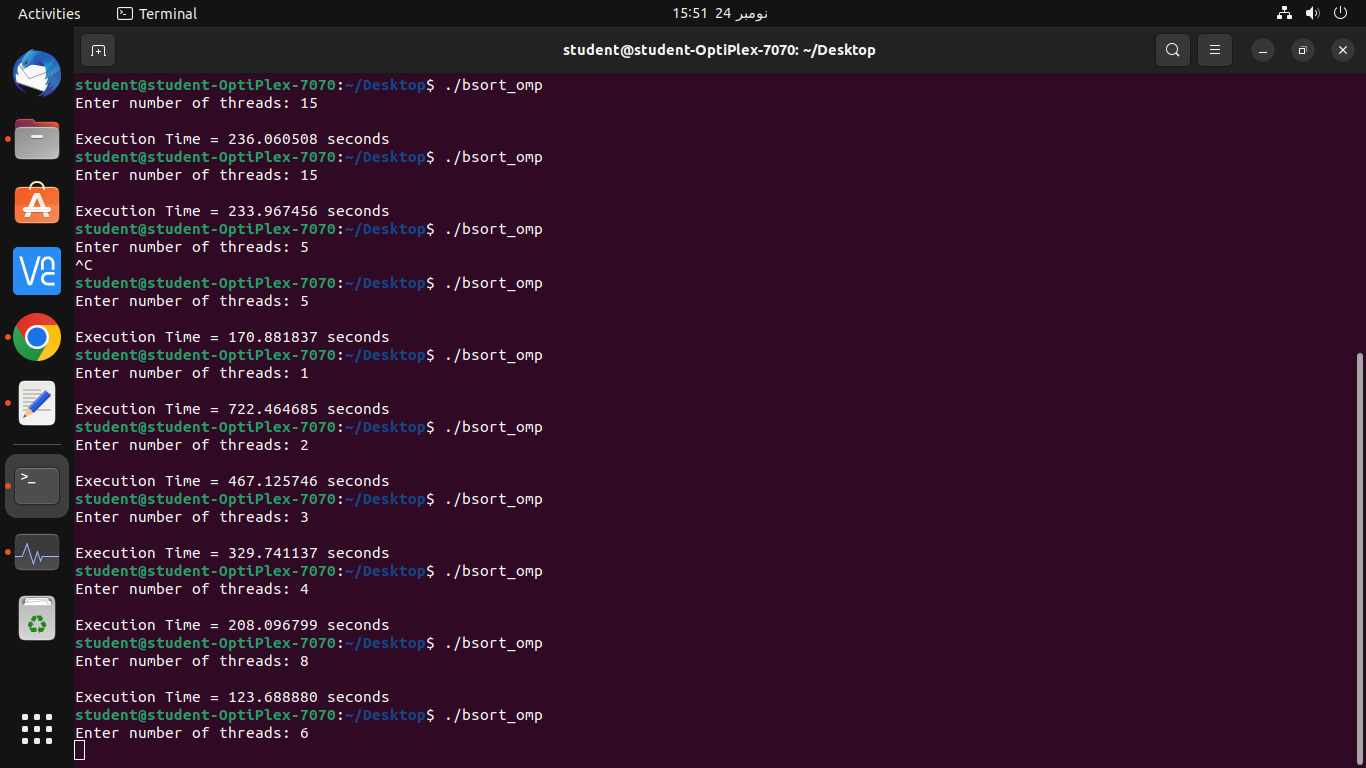 Activities
Terminal
نومبر 24 15:51
student@student-OptiPlex-7070: ~/Desktop
student@student-OptiPlex-7070:~/Desktop$ ./bsort_omp
Enter number of threads: 15
Execution Time = 236.060508 seconds
student@student-OptiPlex-7070:~/Desktop$ ./bsort_omp
Enter number of threads: 15
Execution Time = 233.967456 seconds
student@student-OptiPlex-7070:~/Desktop$ ./bsort_omp
Enter number of threads: 5
^C
student@student-OptiPlex-7070:~/Desktop$ ./bsort_omp
Enter number of threads: 5
Execution Time = 170.881837 seconds
student@student-OptiPlex-7070:~/Desktop$ ./bsort_omp
Enter number of threads: 1
Execution Time = 722.464685 seconds
student@student-OptiPlex-7070:~/Desktop$ ./bsort_omp
Enter number of threads: 2
Execution Time = 467.125746 seconds
student@student-OptiPlex-7070:~/Desktop$ ./bsort_omp
Enter number of threads: 3
Execution Time = 329.741137 seconds
student@student-OptiPlex-7070:~/Desktop$ ./bsort_omp
Enter number of threads: 4
Execution Time = 208.096799 seconds
student@student-OptiPlex-7070:~/Desktop$ ./bsort_omp
Enter number of threads: 8
Execution Time = 123.688880 seconds
student@student-OptiPlex-7070:~/Desktop$ ./bsort_omp
Enter number of threads: 6